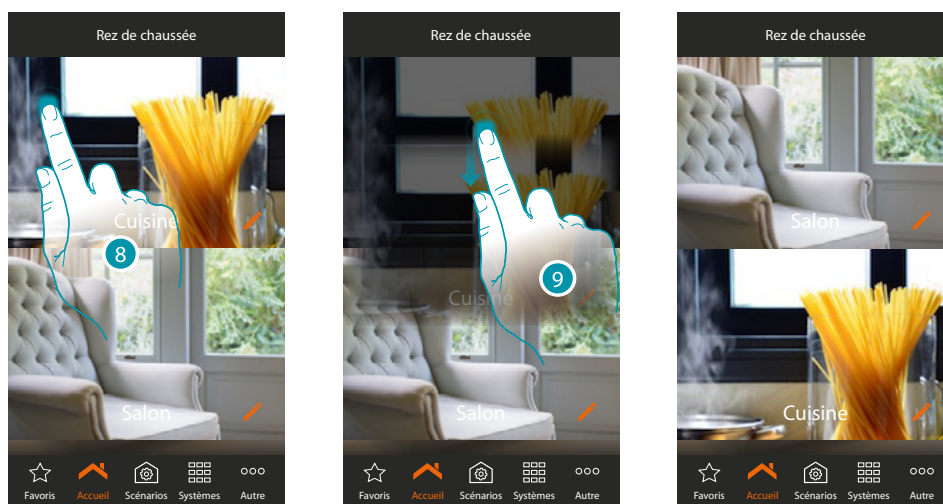 Rez de chaussée
Cuisine
8
Salon
Favoris Accueil Scénarios Systèmes Autre
Rez de chaussée
9
Cuisine
Salon
Favoris Accueil Scénarios Systèmes Autre
Rez de chaussée
Salon
Cuisine
Favoris Accueil Scénarios Systèmes Autre